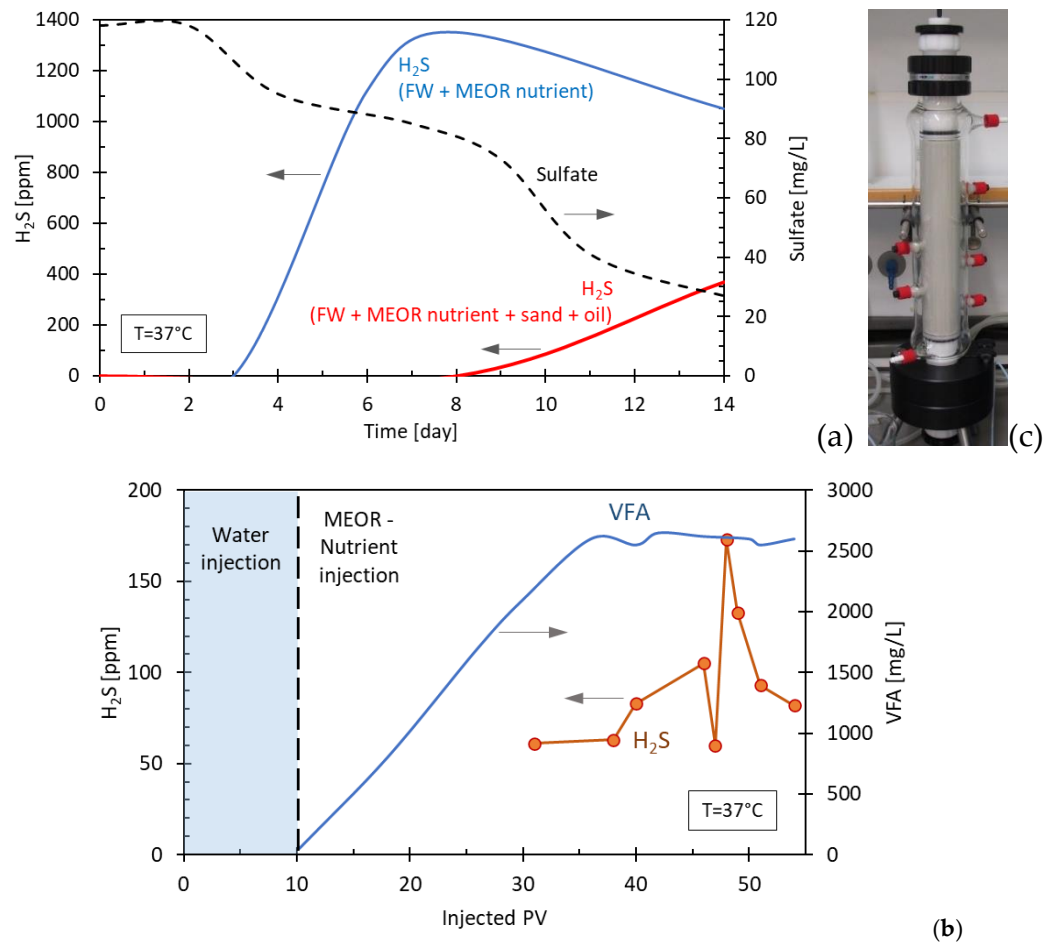 1400
1200
1000
800
600
400
200
0
H₂S [ppm]
120
100
80
60
40
20
0
Sulfate [mg/L]
H₂S
(FW + MEOR nutrient)
Sulfate
H₂S
(FW + MEOR nutrient + sand + oil)
T=37°C
0 2 4 6 8 10 12 14
Time [day]
(a)
(c)
200
150
100
50
0
H₂S [ppm]
3000
2500
2000
1500
1000
500
0
VFA [mg/L]
Water
injection
MEOR -
Nutrient
injection
VFA
H₂S
T=37°C
0 10 20 30 40 50
Injected PV
(b)